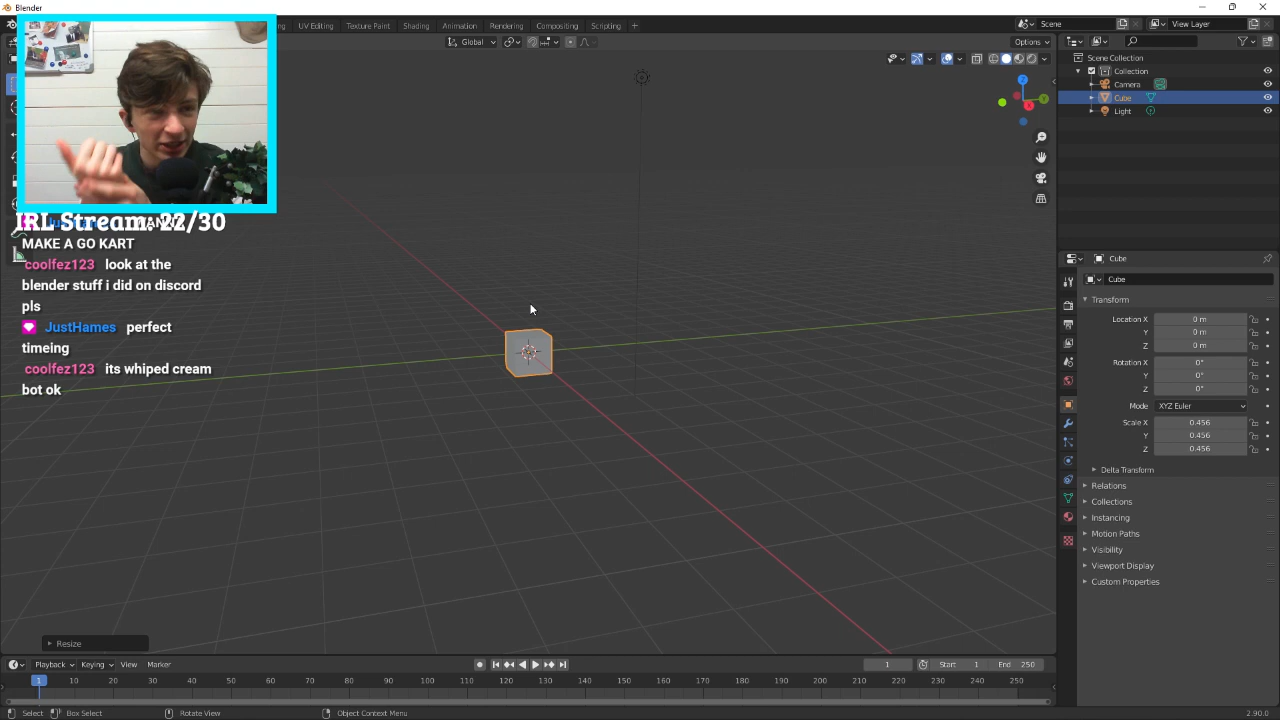 Blender
UV Editing
Texture Paint
Shading
Animation
Rendering
Compositing
Scripting
+
Scene
View Layer
Global
Options
Scene Collection
Collection
Camera
Cube
Light
Z
Y
X
IRL Stream 22/30
MAKE A GO KART
coolfez123 look at the
blender stuff i did on discord
pls
JustHames perfect
timeing
coolfez123 its whiped cream
bot ok
Cube
Cube
Transform
Location X 0 m
Y 0 m
Z 0 m
Rotation X 0°
Y 0°
Z 0°
Mode XYZ Euler
Scale X 0.456
Y 0.456
Z 0.456
Delta Transform
Relations
Collections
Instancing
Motion Paths
Visibility
Viewport Display
Custom Properties
Resize
Playback Keying View Marker
1 Start 1 End 250
1 10 20 30 40 50 60 70 80 90 100 110 120 130 140 150 160 170 180 190 200 210 220 230 240 250
Select Box Select Rotate View Object Context Menu 2.90.0